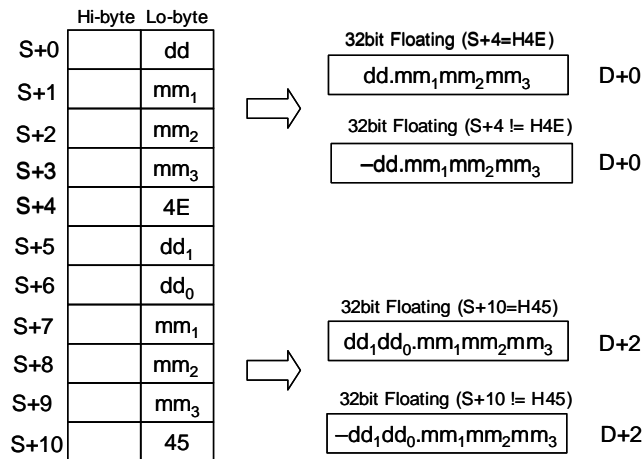 Hi-byte Lo-byte
S+0 dd
S+1 mm₁
S+2 mm₂
S+3 mm₃
S+4 4E
S+5 dd₁
S+6 dd₀
S+7 mm₁
S+8 mm₂
S+9 mm₃
S+10 45
32bit Floating (S+4=H4E)
dd.mm₁mm₂mm₃ D+0
32bit Floating (S+4 != H4E)
–dd.mm₁mm₂mm₃ D+0
32bit Floating (S+10=H45)
dd₁dd₀.mm₁mm₂mm₃ D+2
32bit Floating (S+10 != H45)
–dd₁dd₀.mm₁mm₂mm₃ D+2